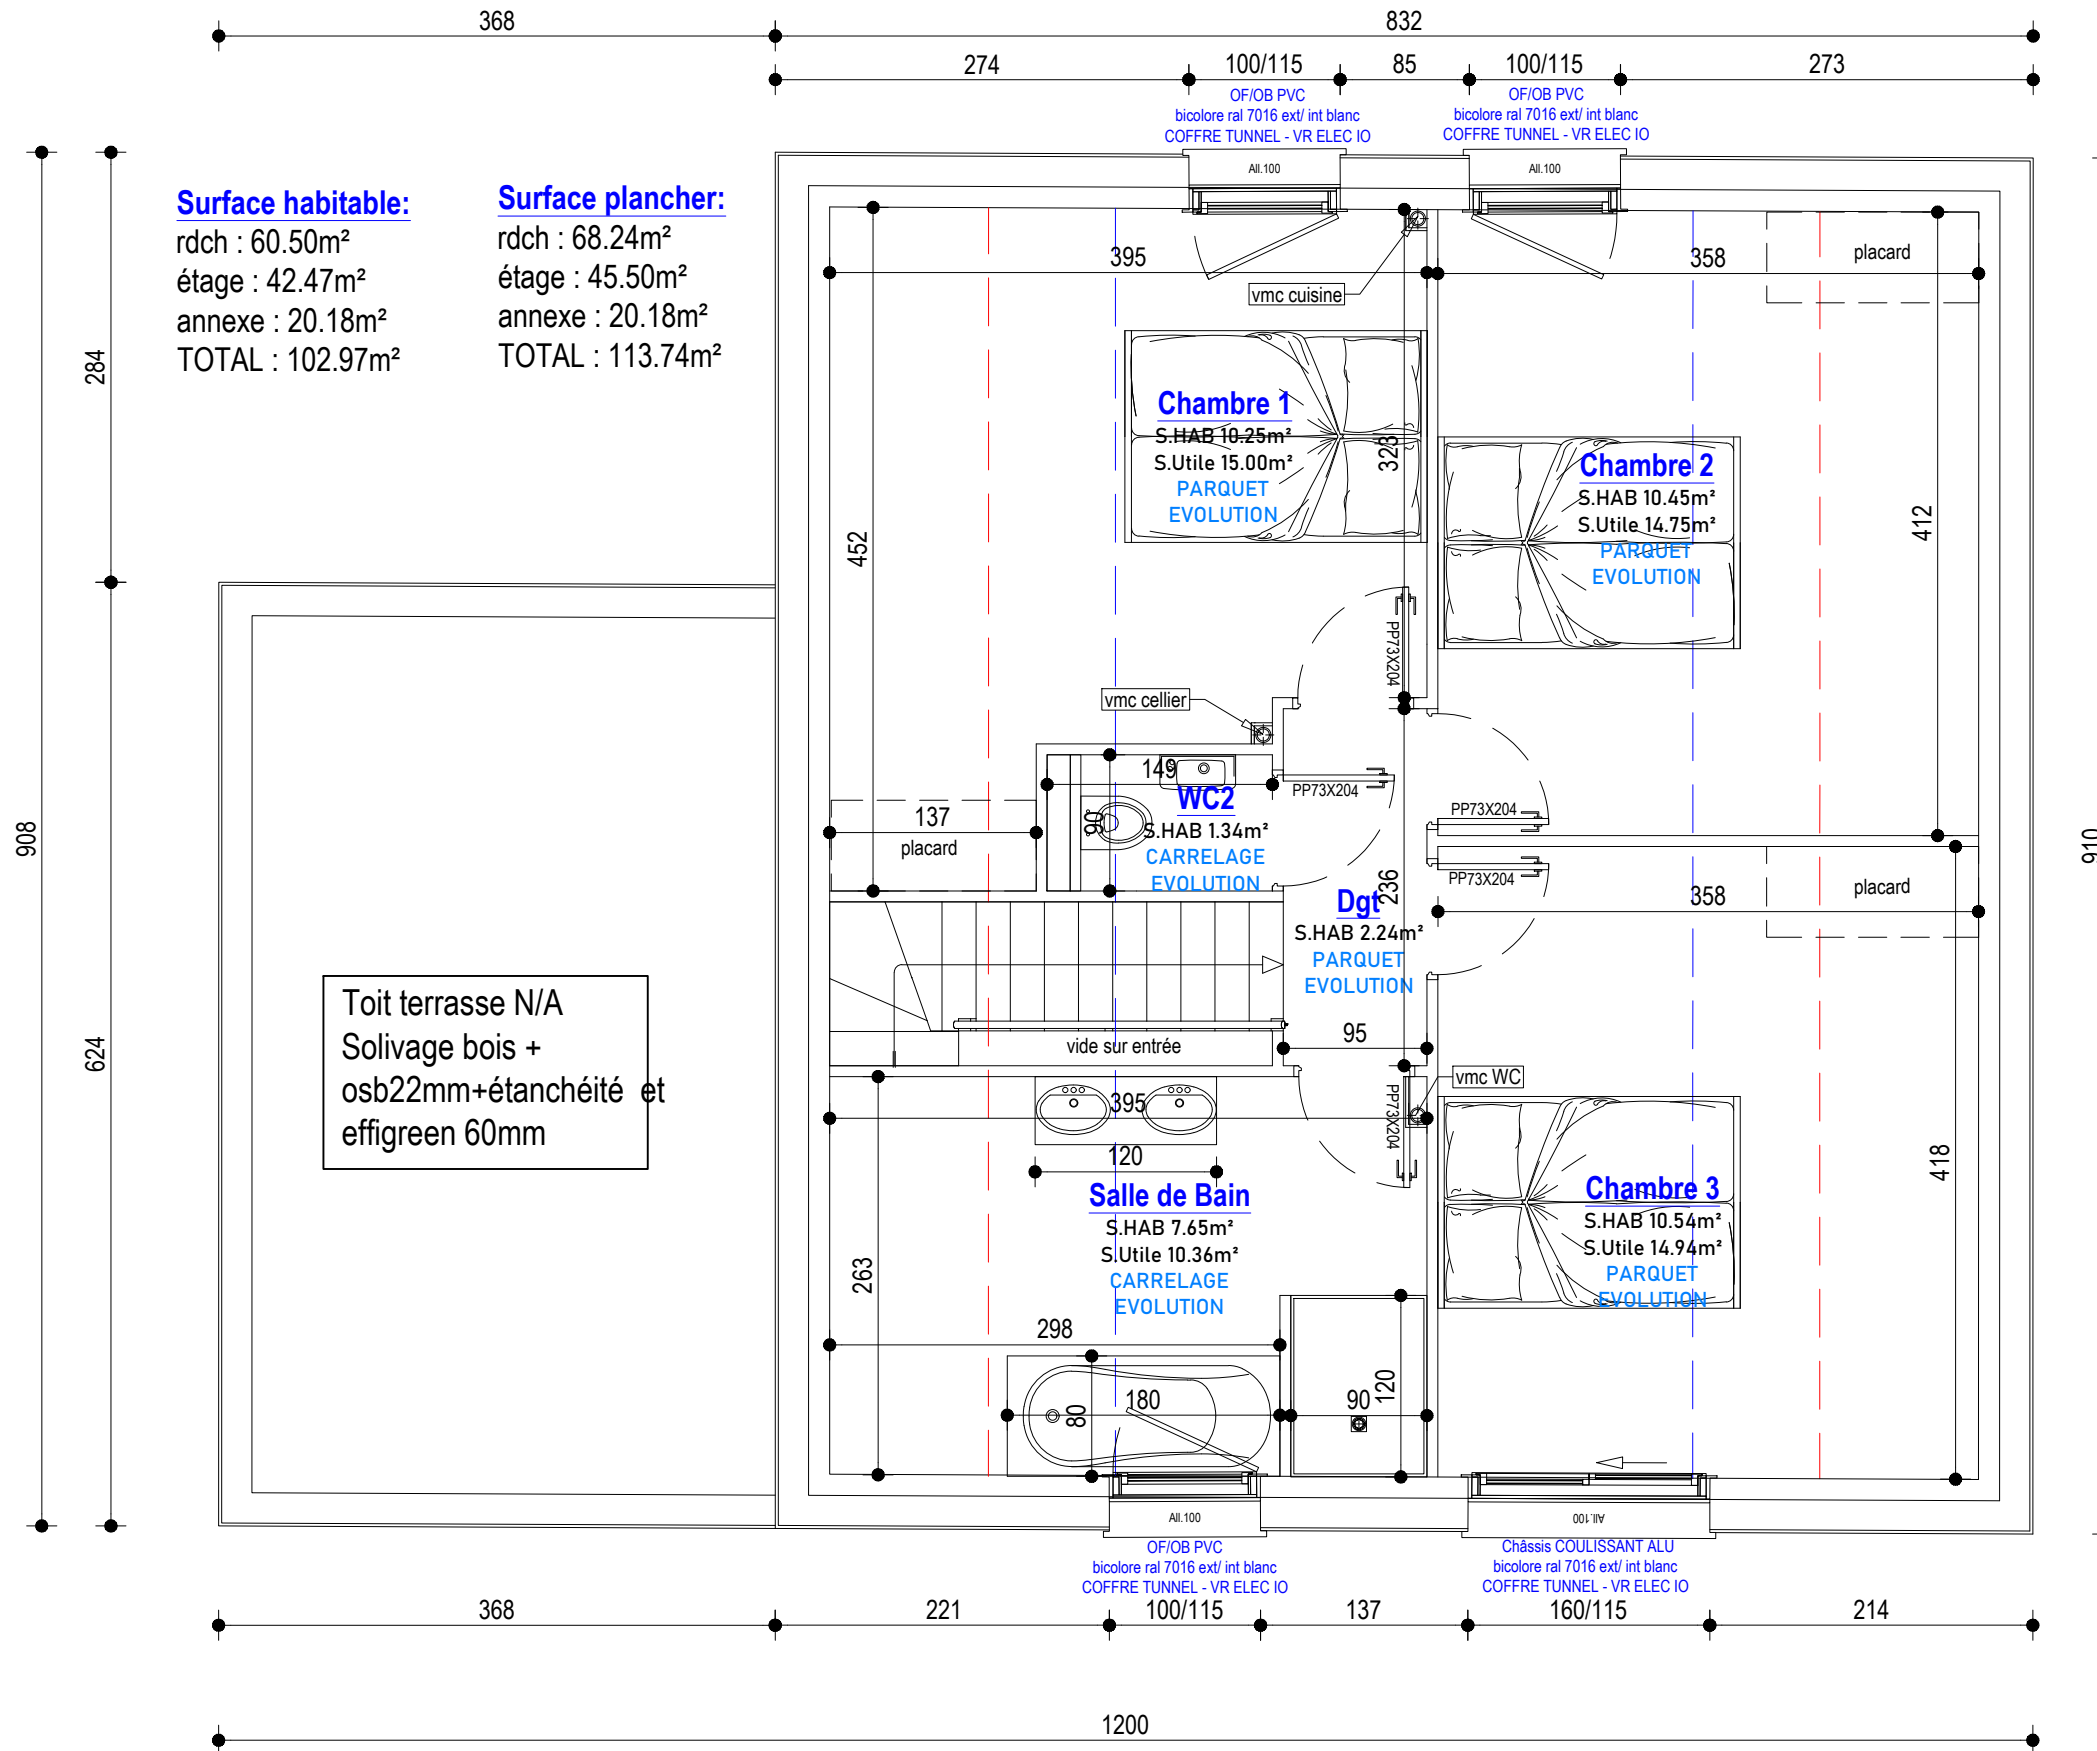 368
832
274
100/115
85
100/115
273
OF/OB PVC
bicolore ral 7016 ext/ int blanc
COFFRE TUNNEL - VR ELEC IO
OF/OB PVC
bicolore ral 7016 ext/ int blanc
COFFRE TUNNEL - VR ELEC IO
All.100
All.100
Surface habitable:
rdch : 60.50m²
étage : 42.47m²
annexe : 20.18m²
TOTAL : 102.97m²
Surface plancher:
rdch : 68.24m²
étage : 45.50m²
annexe : 20.18m²
TOTAL : 113.74m²
395
358
placard
vmc cuisine
284
Chambre 1
S.HAB 10.25m²
S.Utile 15.00m²
PARQUET
EVOLUTION
323
Chambre 2
S.HAB 10.45m²
S.Utile 14.75m²
PARQUET
EVOLUTION
452
412
PP73X204
vmc cellier
149
WC2
S.HAB 1.34m²
CARRELAGE
EVOLUTION
90
PP73X204
PP73X204
137
placard
908
910
PP73X204
236
358
placard
Dgt
S.HAB 2.24m²
PARQUET
EVOLUTION
Toit terrasse N/A
Solivage bois +
osb22mm+étanchéité et
effigreen 60mm
624
95
vide sur entrée
vmc WC
PP73X204
395
120
Salle de Bain
S.HAB 7.65m²
S.Utile 10.36m²
CARRELAGE
EVOLUTION
263
418
Chambre 3
S.HAB 10.54m²
S.Utile 14.94m²
PARQUET
EVOLUTION
298
180
80
90
120
All.100
All.100
OF/OB PVC
bicolore ral 7016 ext/ int blanc
COFFRE TUNNEL - VR ELEC IO
Châssis COULISSANT ALU
bicolore ral 7016 ext/ int blanc
COFFRE TUNNEL - VR ELEC IO
368
221
100/115
137
160/115
214
1200